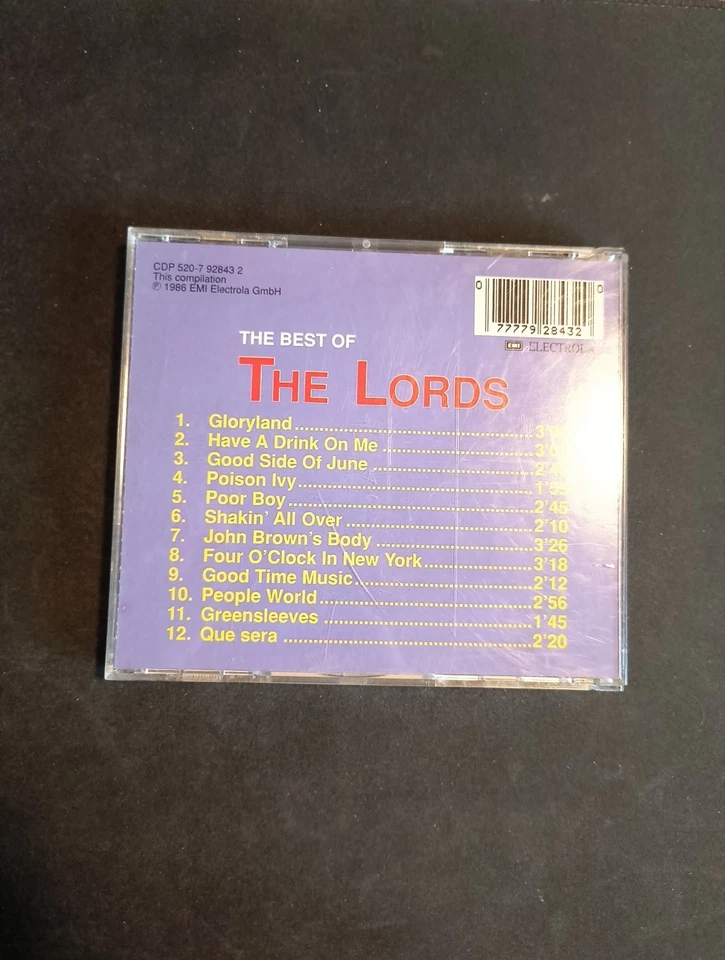 CDP 520-7 92843 2
This compilation
℗ 1986 EMI Electrola GmbH
0 77779 28432 0
EMI ELECTROLA
THE BEST OF
THE LORDS
1. Gloryland
2. Have A Drink On Me
3. Good Side Of June
4. Poison Ivy
5. Poor Boy 2'45
6. Shakin' All Over 2'10
7. John Brown's Body 3'26
8. Four O'Clock In New York 3'18
9. Good Time Music 2'12
10. People World 2'56
11. Greensleeves 1'45
12. Que sera 2'20